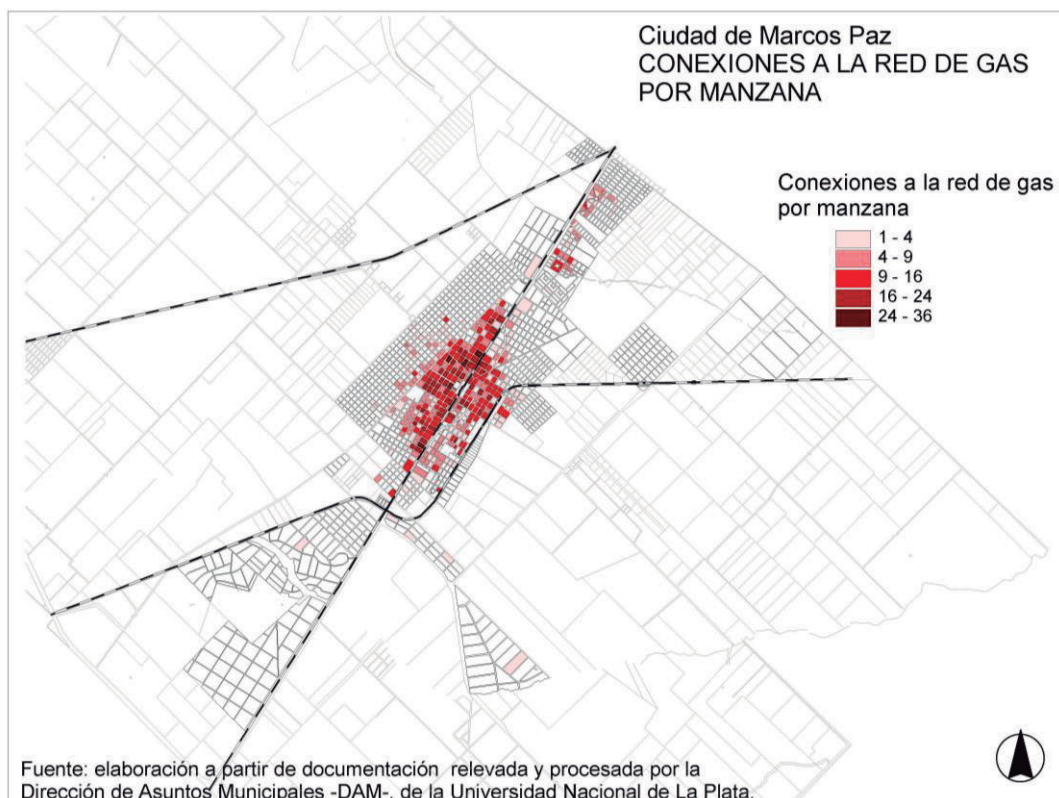 Ciudad de Marcos Paz
CONEXIONES A LA RED DE GAS
POR MANZANA
Conexiones a la red de gas
por manzana
1 - 4
4 - 9
9 - 16
16 - 24
24 - 36
Fuente: elaboración a partir de documentación relevada y procesada por la
Dirección de Asuntos Municipales -DAM-, de la Universidad Nacional de La Plata.